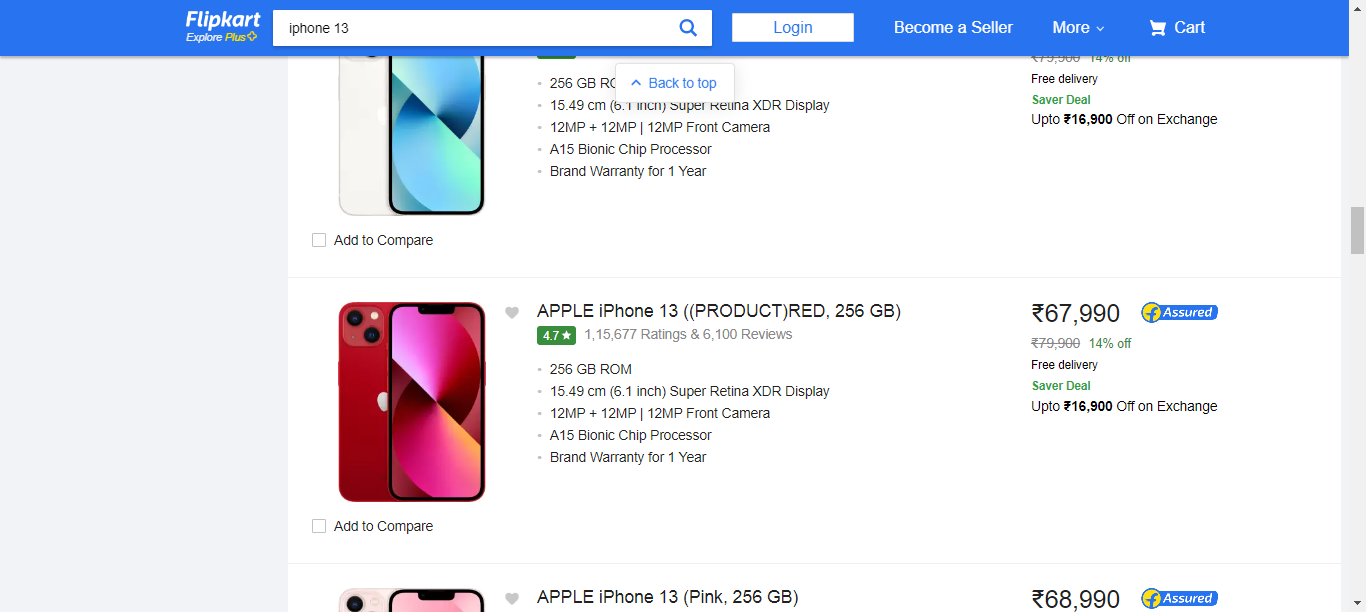 Flipkart
Explore Plus
iphone 13
Login
Become a Seller
More
Cart
Back to top
256 GB
15.49 cm (6.1 inch) Super Retina XDR Display
12MP + 12MP | 12MP Front Camera
A15 Bionic Chip Processor
Brand Warranty for 1 Year
₹79,900 14% off
Free delivery
Saver Deal
Upto ₹16,900 Off on Exchange
Add to Compare
APPLE iPhone 13 ((PRODUCT)RED, 256 GB)
4.7★ 1,15,677 Ratings & 6,100 Reviews
256 GB ROM
15.49 cm (6.1 inch) Super Retina XDR Display
12MP + 12MP | 12MP Front Camera
A15 Bionic Chip Processor
Brand Warranty for 1 Year
₹67,990 Assured
₹79,900 14% off
Free delivery
Saver Deal
Upto ₹16,900 Off on Exchange
Add to Compare
APPLE iPhone 13 (Pink, 256 GB)
₹68,990 Assured